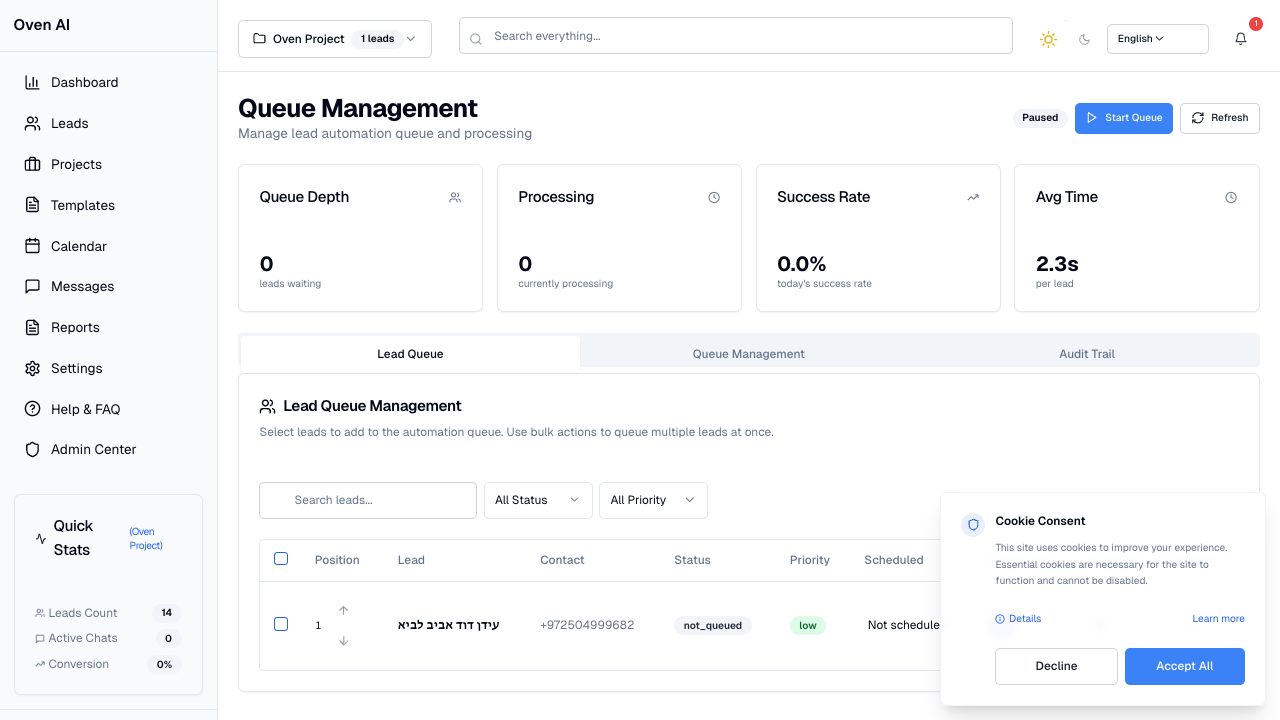 Oven AI
Dashboard
Leads
Projects
Templates
Calendar
Messages
Reports
Settings
Help & FAQ
Admin Center
Quick Stats
(Oven Project)
Leads Count 14
Active Chats 0
Conversion 0%
Oven Project 1 leads
Search everything...
English
1
Queue Management
Manage lead automation queue and processing
Paused
Start Queue
Refresh
Queue Depth
0
leads waiting
Processing
0
currently processing
Success Rate
0.0%
today's success rate
Avg Time
2.3s
per lead
Lead Queue
Queue Management
Audit Trail
Lead Queue Management
Select leads to add to the automation queue. Use bulk actions to queue multiple leads at once.
Search leads...
All Status
All Priority
Position Lead Contact Status Priority Scheduled
1 עידן דוד אביב לביא +972504999682 not_queued low Not schedule
Cookie Consent
This site uses cookies to improve your experience.
Essential cookies are necessary for the site to
function and cannot be disabled.
Details
Learn more
Decline
Accept All